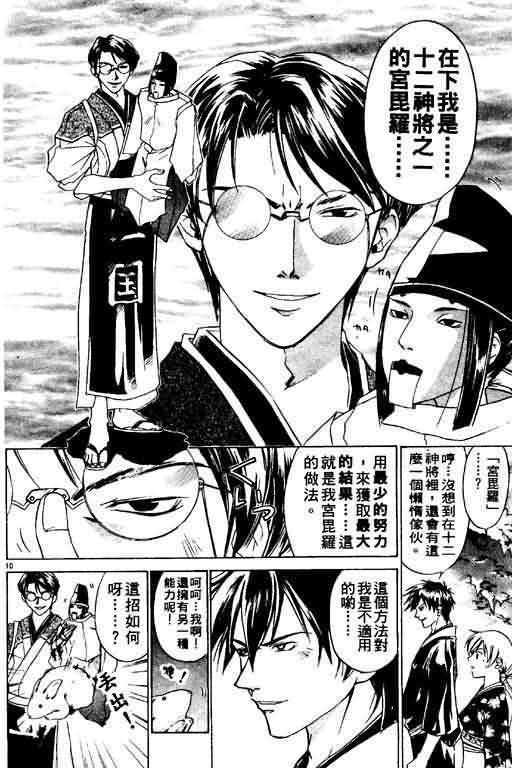 在下我是……
十二神將之一
的宮毘羅……
「宮毘羅」
……？
哼…沒想到在十二
神將裡，還會有這
麼一個懶惰傢伙。
用最少的努力
，來獲取最大
的結果……這
就是我宮毘羅
的做法。
10
這個方法對
我是不適用
的喲……
呵呵…我啊！
還擁有另一種
能力呢！
這招如何
呀……？
丟出！
国